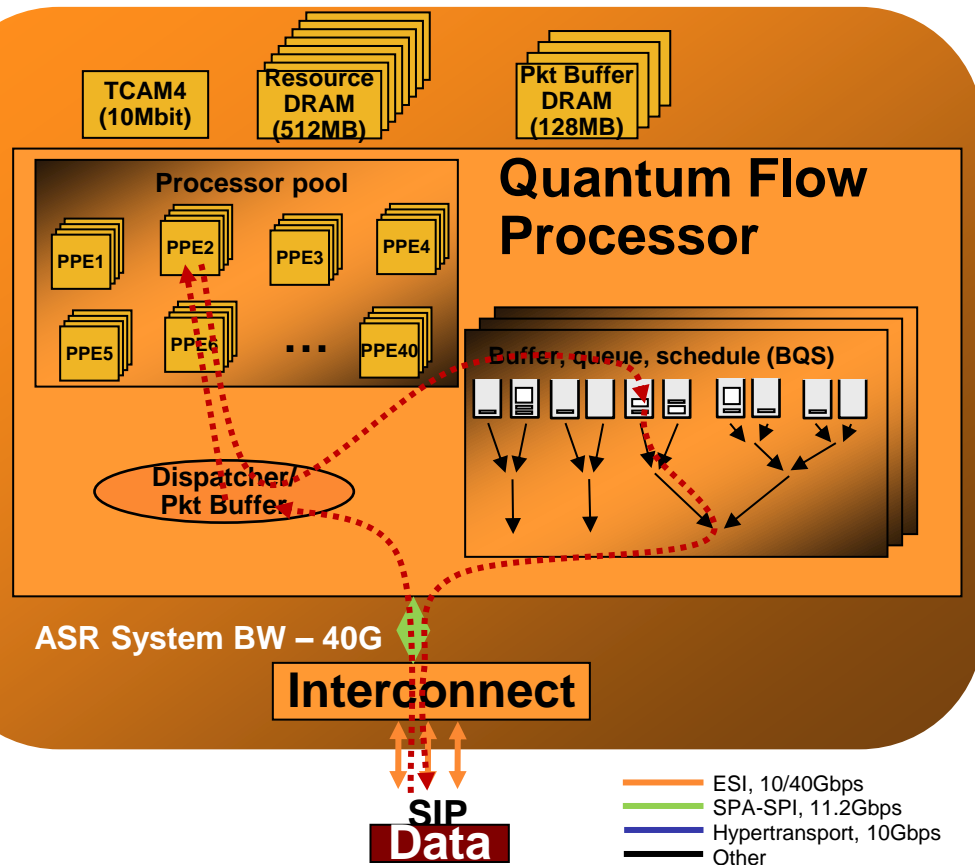 TCAM4
(10Mbit)
Resource
DRAM
(512MB)
Pkt Buffer
DRAM
(128MB)
Quantum Flow
Processor
Processor pool
PPE1
PPE2
PPE3
PPE4
PPE5
PPE6
...
PPE40
Buffer, queue, schedule (BQS)
Dispatcher/
Pkt Buffer
ASR System BW – 40G
Interconnect
SIP
Data
ESI, 10/40Gbps
SPA-SPI, 11.2Gbps
Hypertransport, 10Gbps
Other